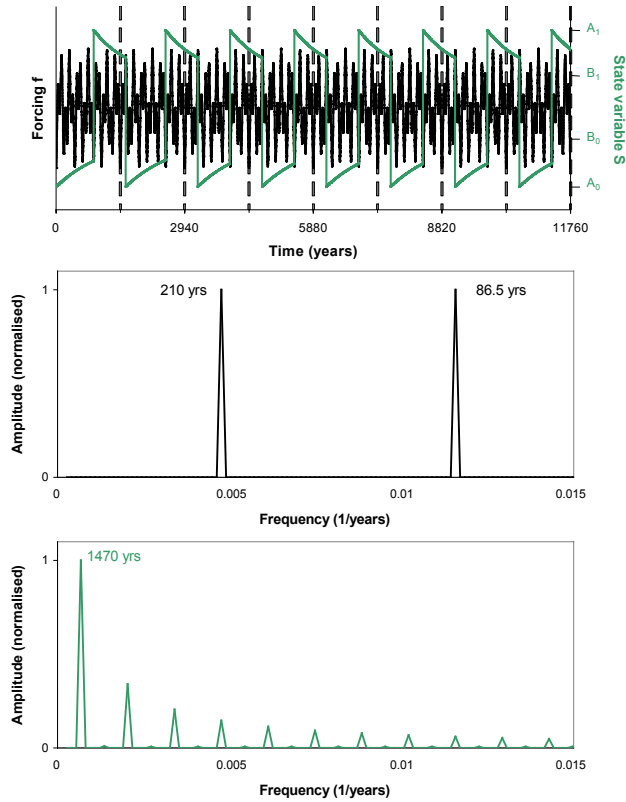 Forcing f
A1
B1
B0
A0
State variable S
0
2940
5880
8820
11760
Time (years)
Amplitude (normalised)
1
0
210 yrs
86.5 yrs
0
0.005
0.01
0.015
Frequency (1/years)
Amplitude (normalised)
1
0
1470 yrs
0
0.005
0.01
0.015
Frequency (1/years)